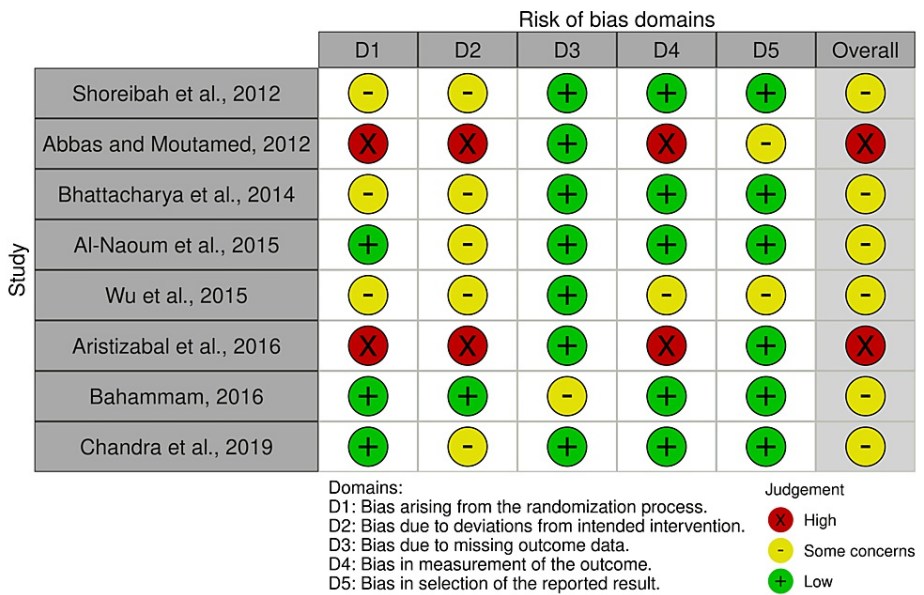 Risk of bias domains
D1 D2 D3 D4 D5 Overall
Study
Shoreibah et al., 2012 - - + + + -
Abbas and Moutamed, 2012 X X + X - X
Bhattacharya et al., 2014 - - + + + -
Al-Naoum et al., 2015 + - + + + -
Wu et al., 2015 - - + - - -
Aristizabal et al., 2016 X X + X + X
Bahammam, 2016 + + - + + -
Chandra et al., 2019 + - + + + -
Domains:
D1: Bias arising from the randomization process.
D2: Bias due to deviations from intended intervention.
D3: Bias due to missing outcome data.
D4: Bias in measurement of the outcome.
D5: Bias in selection of the reported result.
Judgement
X High
- Some concerns
+ Low